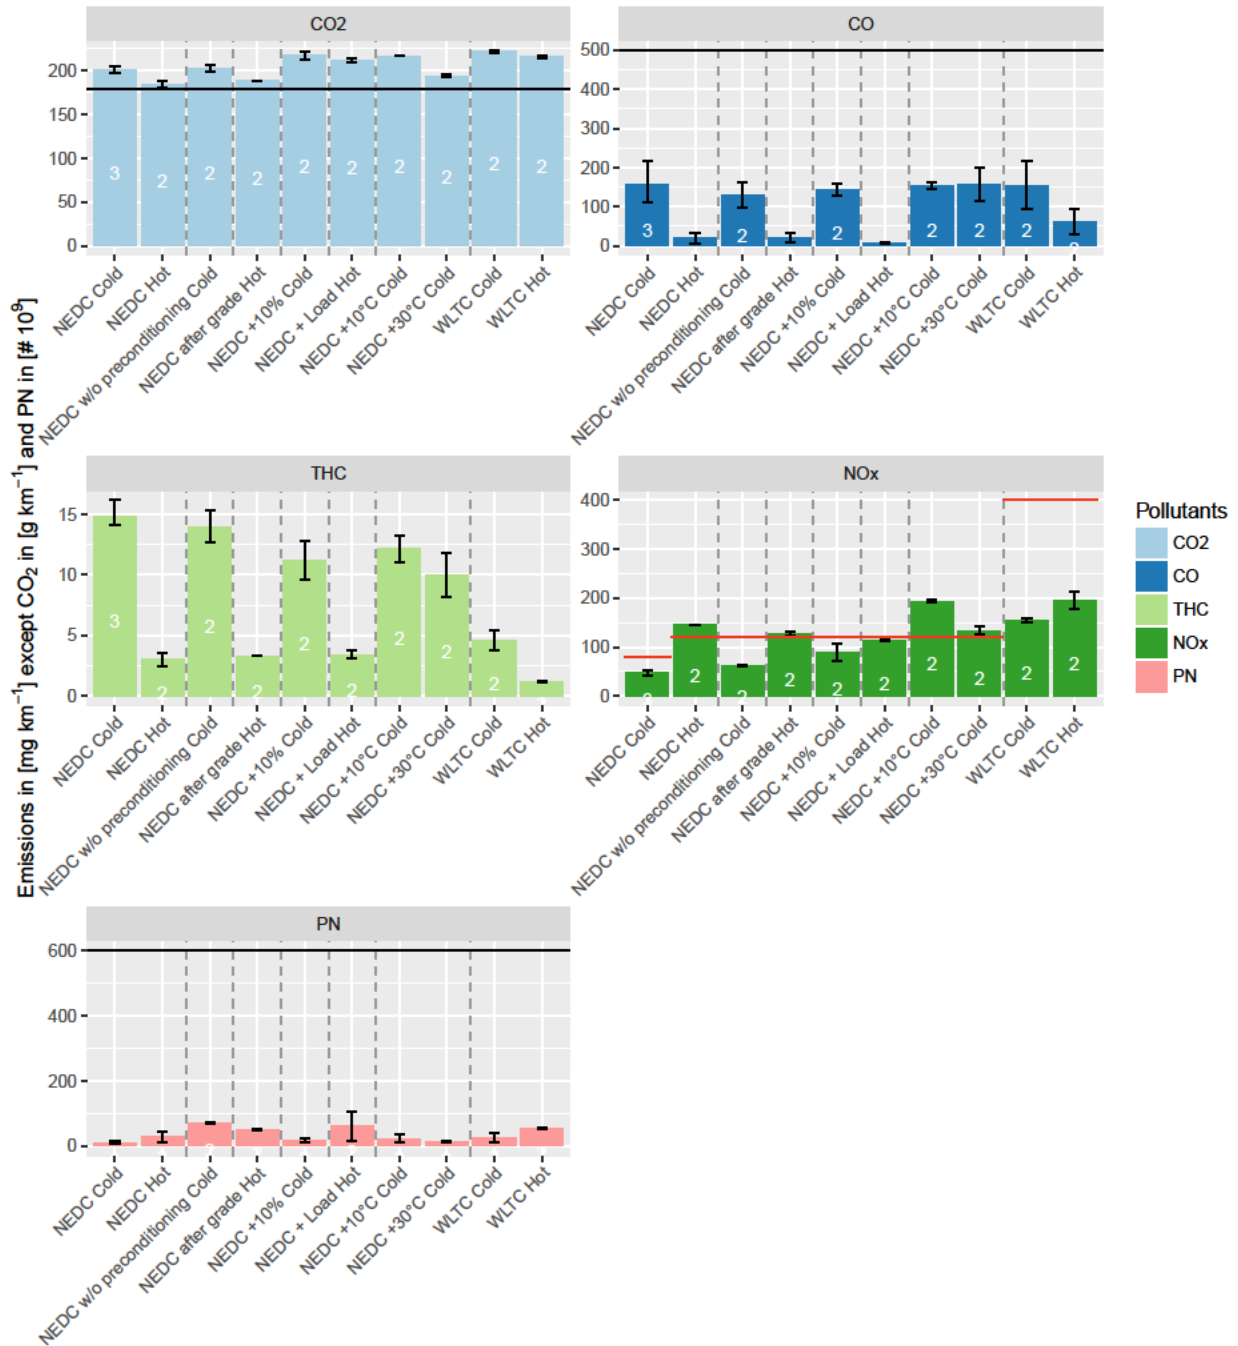 CO2
200
150
100
50
0
3 2 2 2 2 2 2 2 2 2
NEDC Cold
NEDC Hot
NEDC w/o preconditioning Cold
NEDC after grade Hot
NEDC +10% Cold
NEDC + Load Hot
NEDC +10°C Cold
NEDC +30°C Cold
WLTC Cold
WLTC Hot
CO
500
400
300
200
100
0
3 2 2 2 2 2
NEDC Cold
NEDC Hot
NEDC w/o preconditioning Cold
NEDC after grade Hot
NEDC +10% Cold
NEDC + Load Hot
NEDC +10°C Cold
NEDC +30°C Cold
WLTC Cold
WLTC Hot
Emissions in [mg km⁻¹] except CO₂ in [g km⁻¹] and PN in [# 10⁹]
THC
15
10
5
0
3 2 2 2 2 2 2 2 2
NEDC Cold
NEDC Hot
NEDC w/o preconditioning Cold
NEDC after grade Hot
NEDC +10% Cold
NEDC + Load Hot
NEDC +10°C Cold
NEDC +30°C Cold
WLTC Cold
WLTC Hot
NOx
400
300
200
100
0
2 2 2 2 2 2 2 2 2
NEDC Cold
NEDC Hot
NEDC w/o preconditioning Cold
NEDC after grade Hot
NEDC +10% Cold
NEDC + Load Hot
NEDC +10°C Cold
NEDC +30°C Cold
WLTC Cold
WLTC Hot
Pollutants
CO2
CO
THC
NOx
PN
PN
600
400
200
0
NEDC Cold
NEDC Hot
NEDC w/o preconditioning Cold
NEDC after grade Hot
NEDC +10% Cold
NEDC + Load Hot
NEDC +10°C Cold
NEDC +30°C Cold
WLTC Cold
WLTC Hot